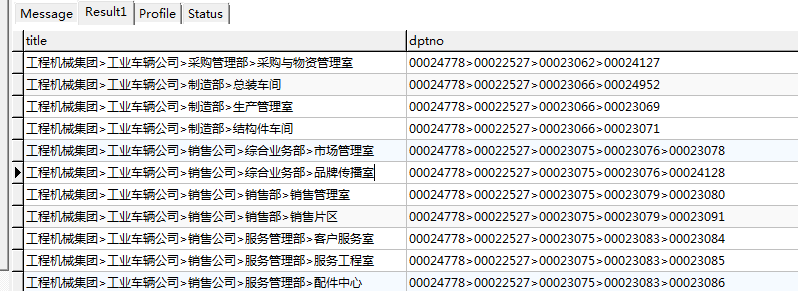 Message Result1 Profile Status
title dptno
工程机械集团>工业车辆公司>采购管理部>采购与物资管理室 00024778>00022527>00023062>00024127
工程机械集团>工业车辆公司>制造部>总装车间 00024778>00022527>00023066>00024952
工程机械集团>工业车辆公司>制造部>生产管理室 00024778>00022527>00023066>00023069
工程机械集团>工业车辆公司>制造部>结构件车间 00024778>00022527>00023066>00023071
工程机械集团>工业车辆公司>销售公司>综合业务部>市场管理室 00024778>00022527>00023075>00023076>00023078
工程机械集团>工业车辆公司>销售公司>综合业务部>品牌传播室 00024778>00022527>00023075>00023076>00024128
工程机械集团>工业车辆公司>销售公司>销售部>销售管理室 00024778>00022527>00023075>00023079>00023080
工程机械集团>工业车辆公司>销售公司>销售部>销售片区 00024778>00022527>00023075>00023079>00023091
工程机械集团>工业车辆公司>销售公司>服务管理部>客户服务室 00024778>00022527>00023075>00023083>00023084
工程机械集团>工业车辆公司>销售公司>服务管理部>服务工程室 00024778>00022527>00023075>00023083>00023085
工程机械集团>工业车辆公司>销售公司>服务管理部>配件中心 00024778>00022527>00023075>00023083>00023086